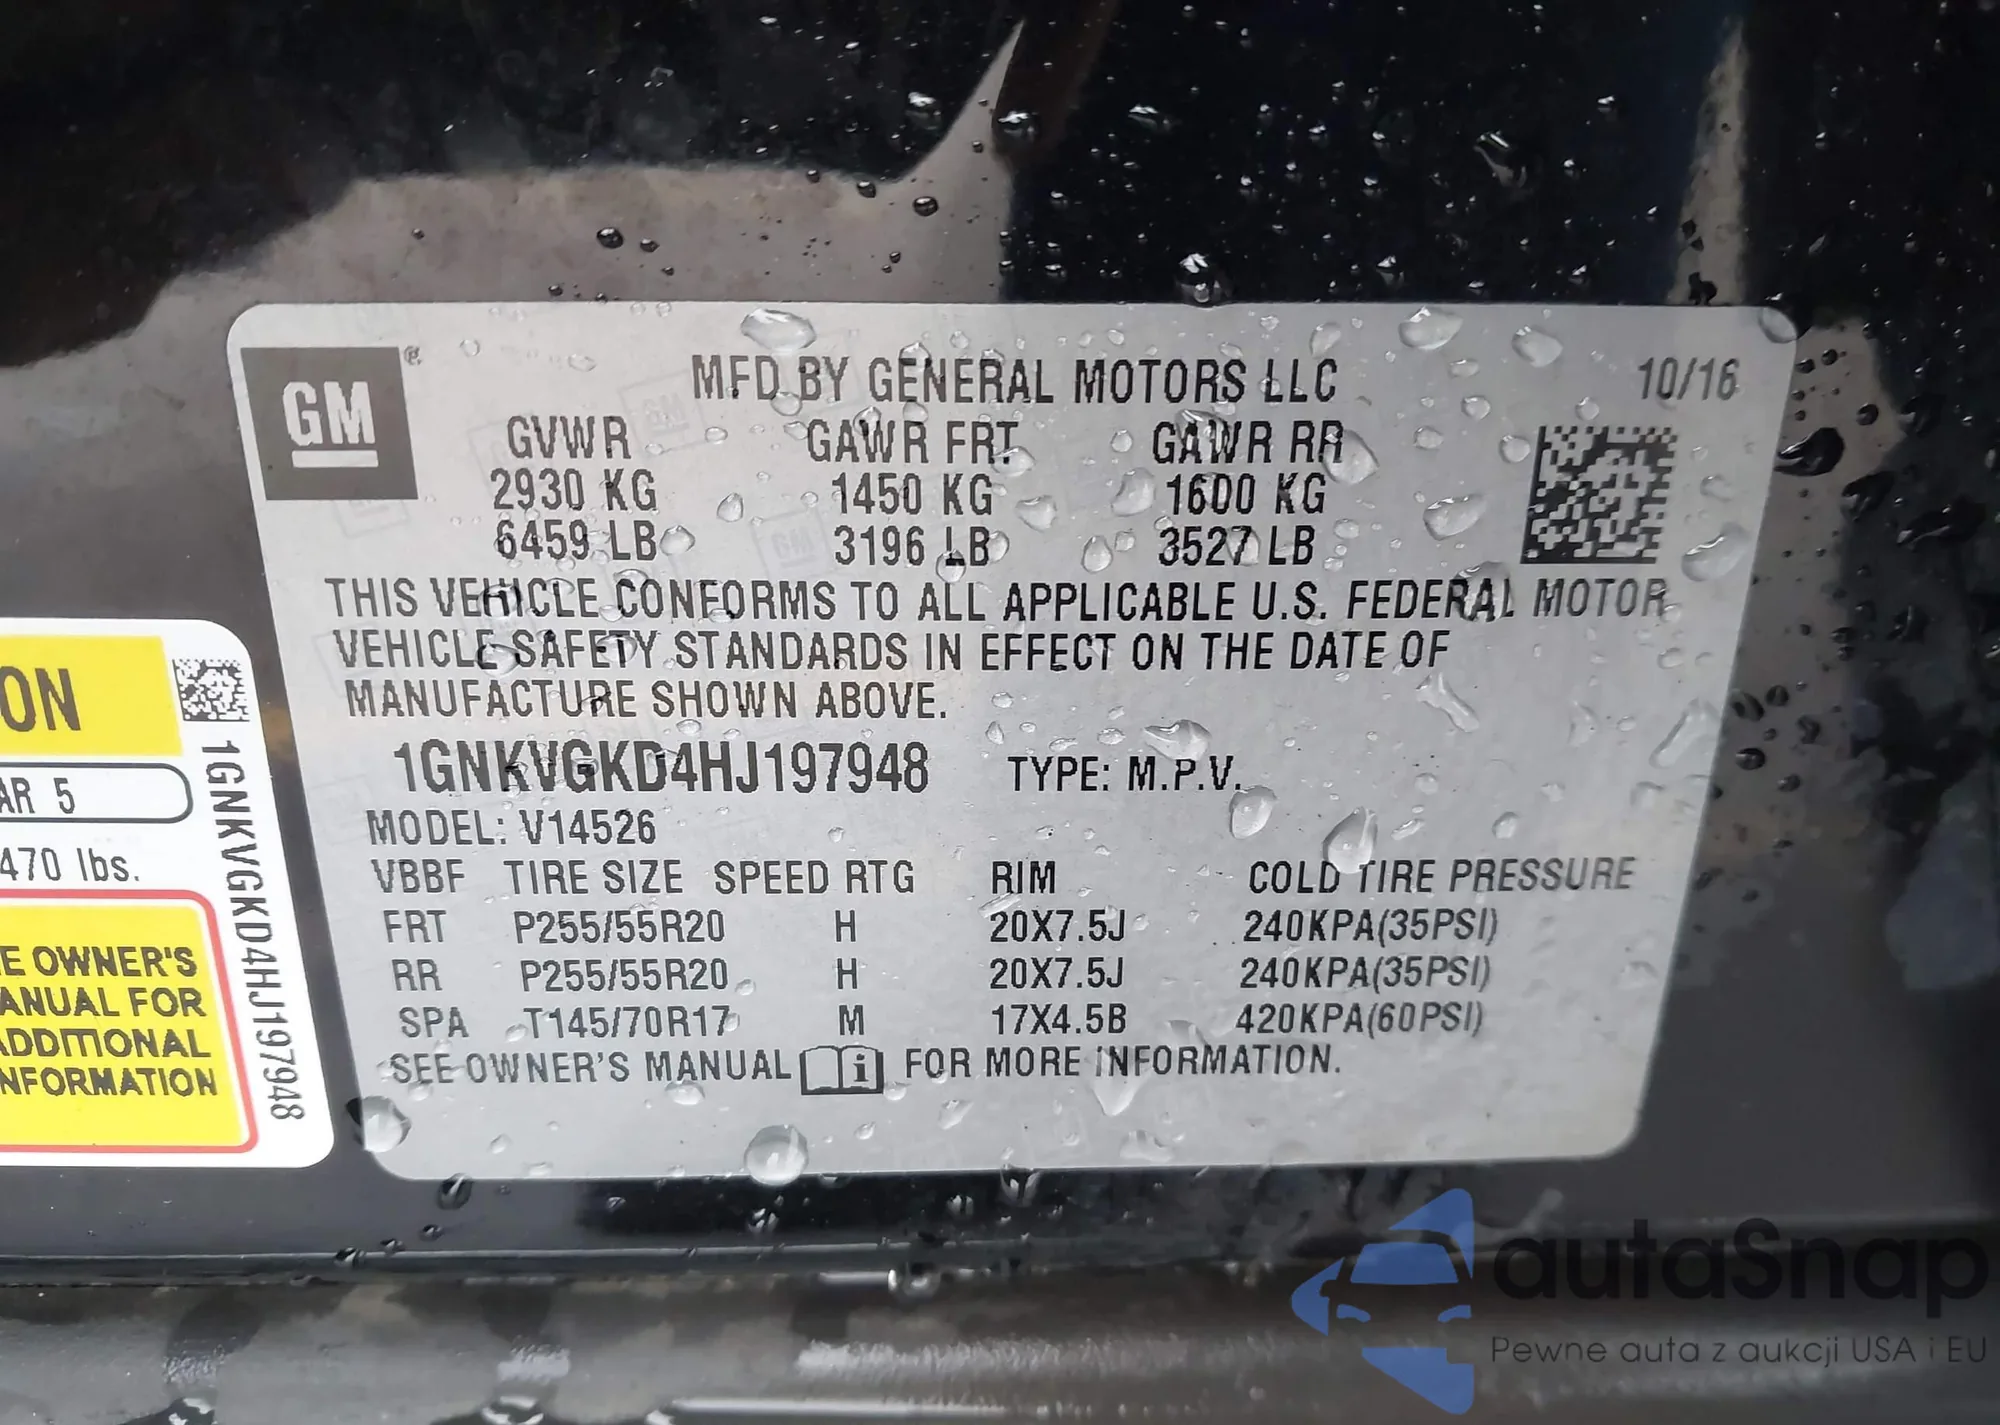 GM ®
MFD BY GENERAL MOTORS LLC 10/16
GVWR GAWR FRT GAWR RR
2930 KG 1450 KG 1600 KG
6459 LB 3196 LB 3527 LB
THIS VEHICLE CONFORMS TO ALL APPLICABLE U.S. FEDERAL MOTOR
VEHICLE SAFETY STANDARDS IN EFFECT ON THE DATE OF
MANUFACTURE SHOWN ABOVE.
1GNKVGKD4HJ197948 TYPE: M.P.V.
MODEL: V14526
VBBF TIRE SIZE SPEED RTG RIM COLD TIRE PRESSURE
FRT P255/55R20 H 20X7.5J 240KPA(35PSI)
RR P255/55R20 H 20X7.5J 240KPA(35PSI)
SPA T145/70R17 M 17X4.5B 420KPA(60PSI)
SEE OWNER'S MANUAL i FOR MORE INFORMATION.
ON
AR 5
470 lbs.
E OWNER'S
ANUAL FOR
ADDITIONAL
NFORMATION
1GNKVGKD4HJ197948
autaSnap
Pewne auta z aukcji USA i EU